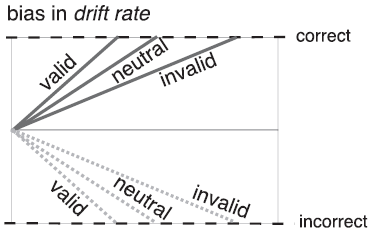 bias in drift rate
correct
valid
neutral
invalid
valid
neutral
invalid
incorrect